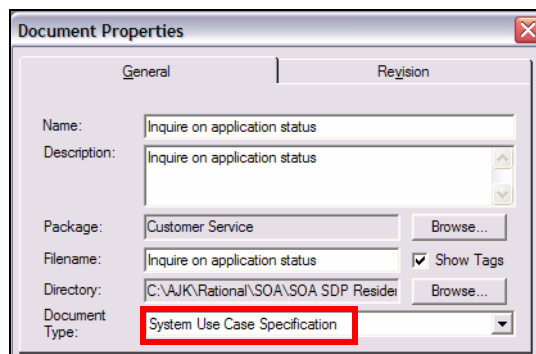 Document Properties
General
Revision
Name: Inquire on application status
Description: Inquire on application status
Package: Customer Service Browse...
Filename: Inquire on application status Show Tags
Directory: C:\AJK\Rational\SOA\SOA SDP Resider Browse...
Document Type: System Use Case Specification